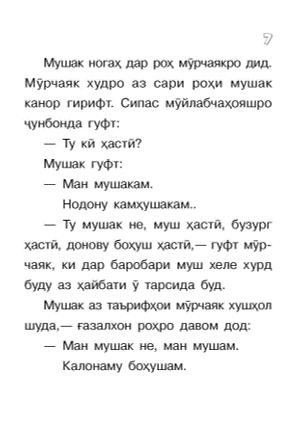 7
Мушак ногаҳ дар роҳ мӯрчаякро дид.
Мӯрчаяк худро аз сари роҳи мушак
канор гирифт. Сипас мӯйлабчаҳояшро
ҷунбонда гуфт:
— Ту кӣ ҳастӣ?
Мушак гуфт:
— Ман мушакам.
Нодону камҳушакам..
— Ту мушак не, муш ҳастӣ, бузург
ҳастӣ, донову боҳуш ҳастӣ,— гуфт мӯр-
чаяк, ки дар баробари муш хеле хурд
буду аз ҳайбати ӯ тарсида буд.
Мушак аз таърифҳои мӯрчаяк хушҳол
шуда,— ғазалхон роҳро давом дод:
— Ман мушак не, ман мушам.
Калонаму боҳушам.